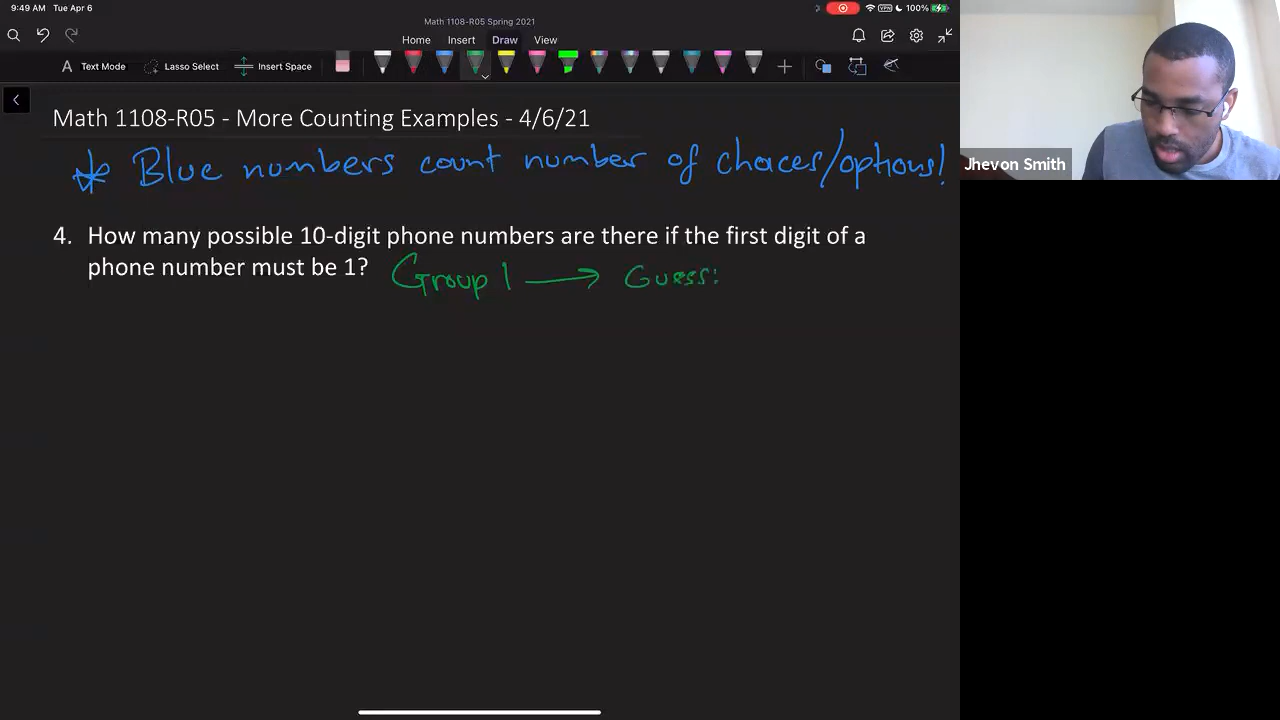 9:49 AM Tue Apr 6
100%
Math 1108-R05 Spring 2021
Home Insert Draw View
Text Mode Lasso Select Insert Space
Math 1108-R05 - More Counting Examples - 4/6/21
* Blue numbers count number of choices/options!
Jhevon Smith
4. How many possible 10-digit phone numbers are there if the first digit of a
phone number must be 1? Group 1 → Guess: